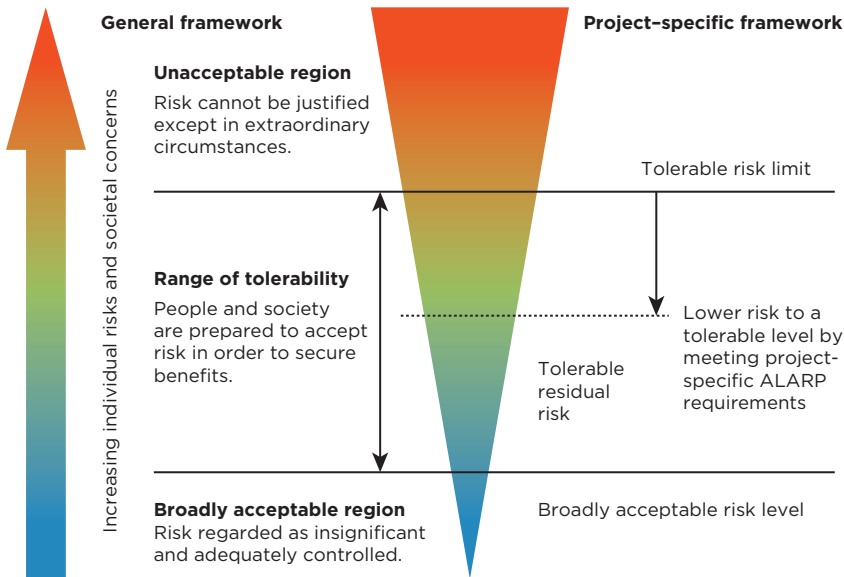 General framework
Project–specific framework
Increasing individual risks and societal concerns
Unacceptable region
Risk cannot be justified
except in extraordinary
circumstances.
Tolerable risk limit
Range of tolerability
People and society
are prepared to accept
risk in order to secure
benefits.
Lower risk to a
tolerable level by
meeting project-
specific ALARP
requirements
Tolerable
residual
risk
Broadly acceptable region
Risk regarded as insignificant
and adequately controlled.
Broadly acceptable risk level